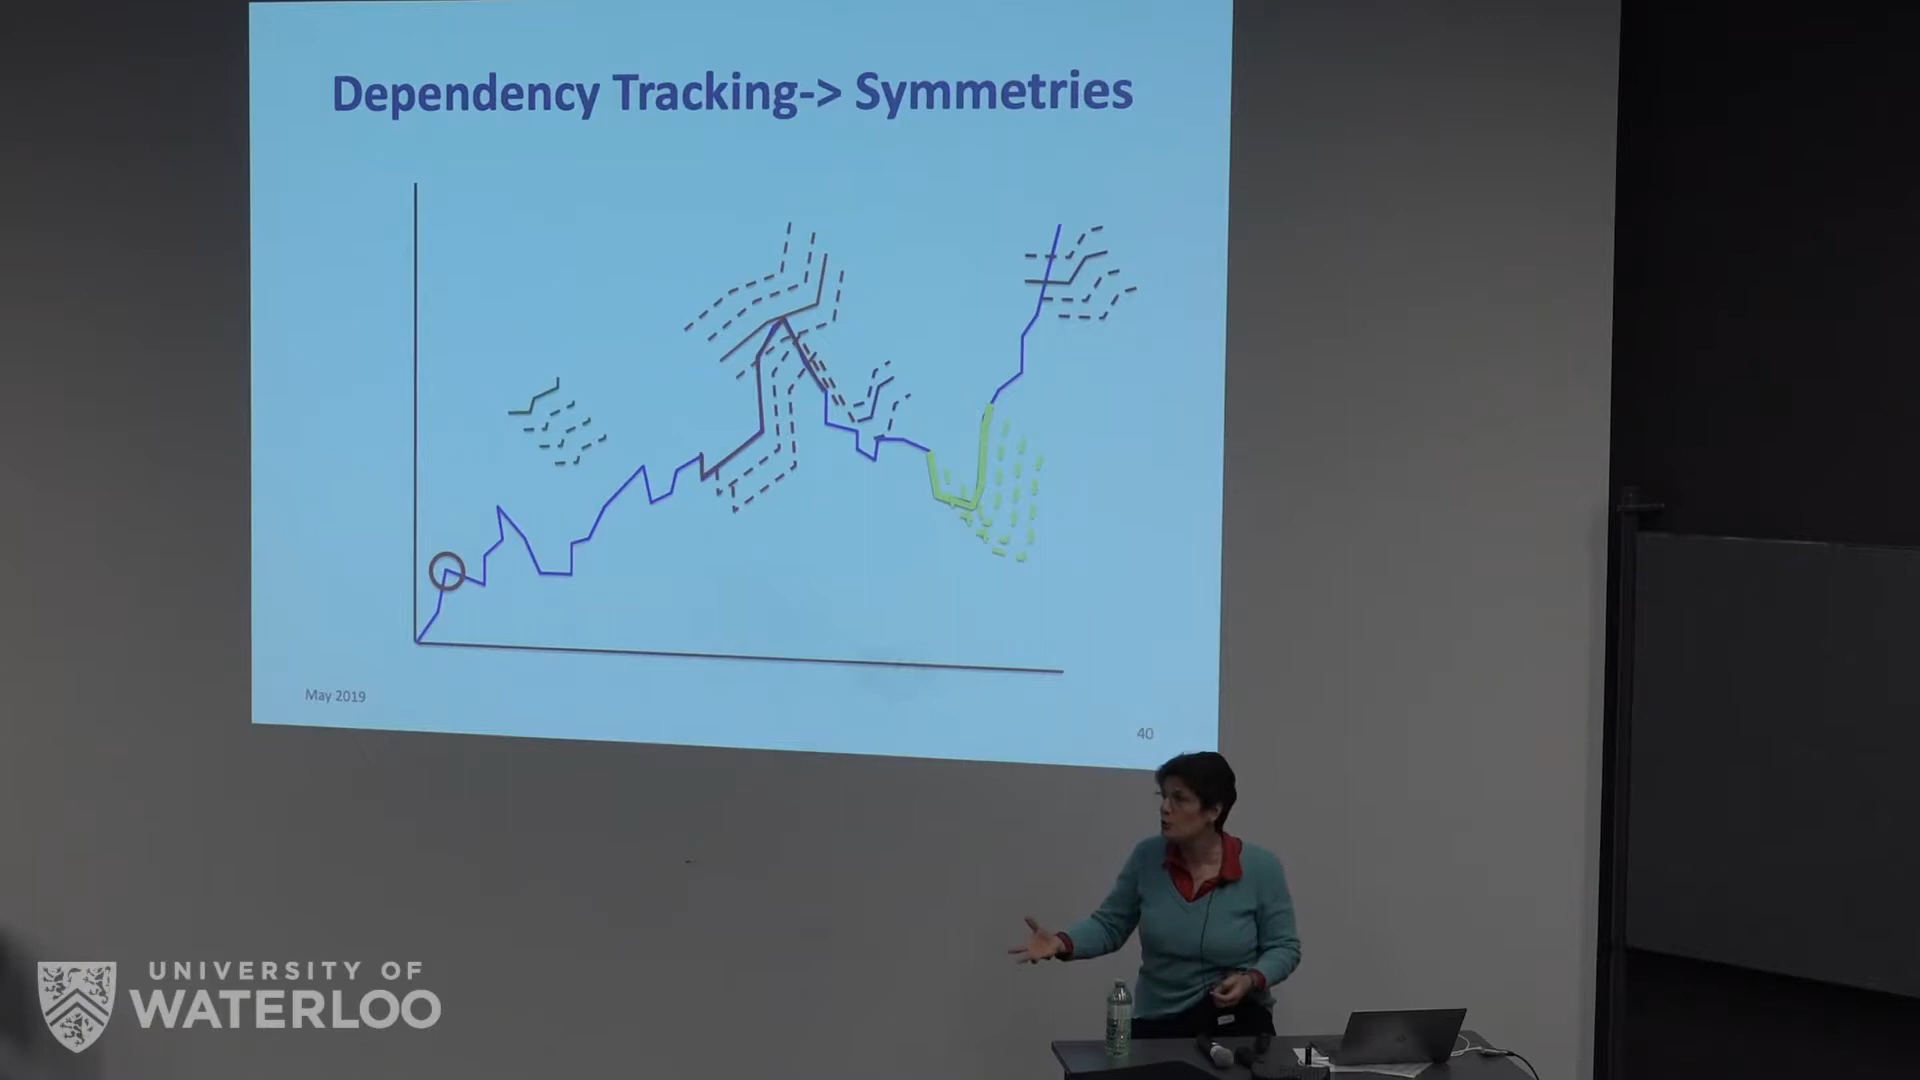 Dependency Tracking-> Symmetries
May 2019
40
UNIVERSITY OF
WATERLOO